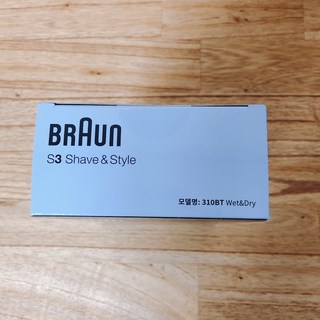 BRAUN
S3 Shave & Style
모델명: 310BT Wet&Dry